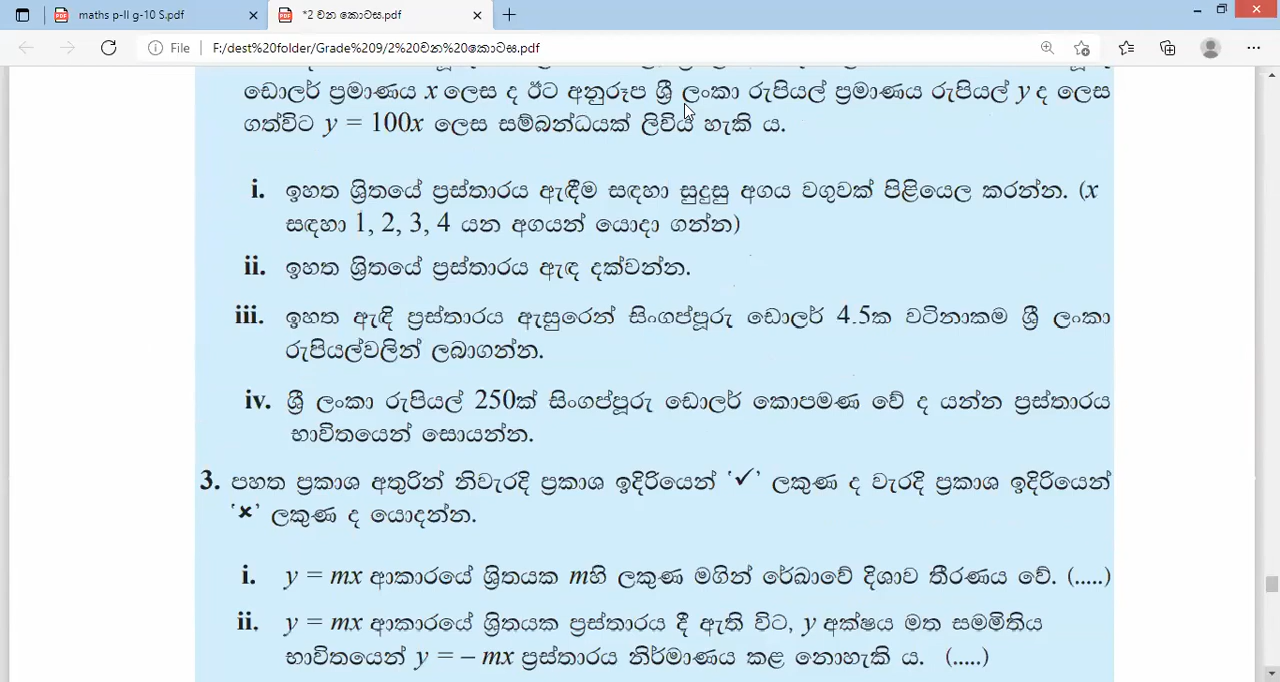 maths p-II g-10 S.pdf
*2 වන කොටස.pdf
File F:/dest%20folder/Grade%209/2%20වන%20කොටස.pdf
ඩොලර් ප්‍රමාණය x ලෙස ද ඊට අනුරූප ශ්‍රී ලංකා රුපියල් ප්‍රමාණය රුපියල් y ද ලෙස
ගත්විට y = 100x ලෙස සම්බන්ධයක් ලිවිය හැකි ය.
i. ඉහත ශ්‍රිතයේ ප්‍රස්තාරය ඇඳීම සඳහා සුදුසු අගය වගුවක් පිළියෙල කරන්න. (x
සඳහා 1, 2, 3, 4 යන අගයන් යොදා ගන්න)
ii. ඉහත ශ්‍රිතයේ ප්‍රස්තාරය ඇඳ දක්වන්න.
iii. ඉහත ඇඳි ප්‍රස්තාරය ඇසුරෙන් සිංගප්පූරු ඩොලර් 4.5ක වටිනාකම ශ්‍රී ලංකා
රුපියල්වලින් ලබාගන්න.
iv. ශ්‍රී ලංකා රුපියල් 250ක් සිංගප්පූරු ඩොලර් කොපමණ වේ ද යන්න ප්‍රස්තාරය
භාවිතයෙන් සොයන්න.
3. පහත ප්‍රකාශ අතුරින් නිවැරදි ප්‍රකාශ ඉදිරියෙන් ‘✓’ ලකුණ ද වැරදි ප්‍රකාශ ඉදිරියෙන්
‘✘’ ලකුණ ද යොදන්න.
i. y = mx ආකාරයේ ශ්‍රිතයක mහි ලකුණ මගින් රේඛාවේ දිශාව තීරණය වේ. (.....)
ii. y = mx ආකාරයේ ශ්‍රිතයක ප්‍රස්තාරය දී ඇති විට, y අක්ෂය මත සමමිතිය
භාවිතයෙන් y = – mx ප්‍රස්තාරය නිර්මාණය කළ නොහැකි ය. (.....)